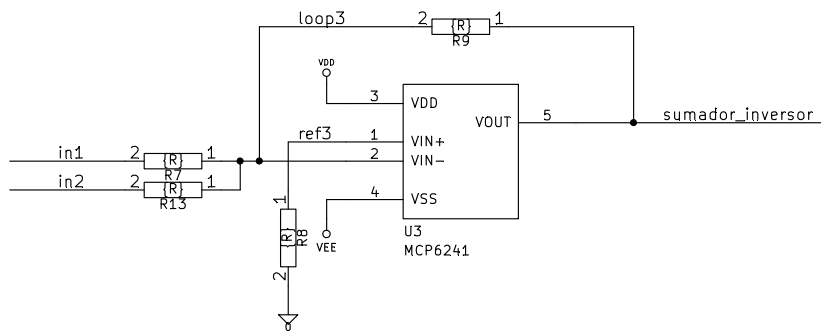 loop3
2 {R} 1
R9
VDD
3 VDD
VOUT 5 sumador_inversor
ref3 1 VIN+
in1 2 {R} 1 2 VIN-
R7
in2 2 {R} 1
R13
4 VSS
1
{R} R8
2
VEE
U3
MCP6241
0